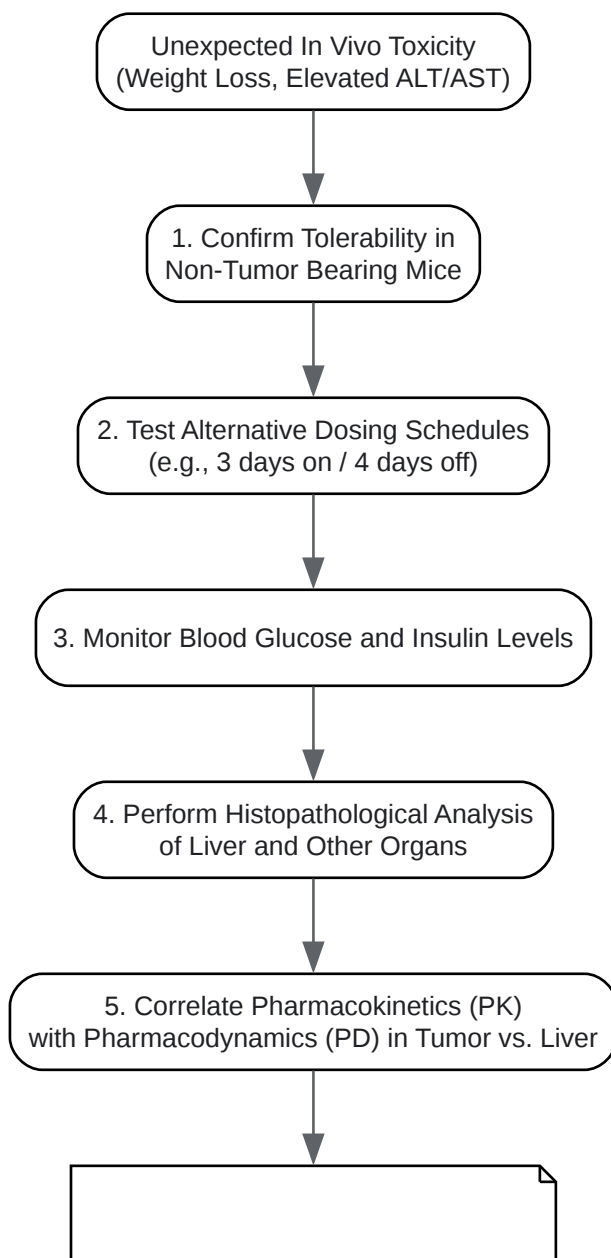 Unexpected In Vivo Toxicity
(Weight Loss, Elevated ALT/AST)
1. Confirm Tolerability in
Non-Tumor Bearing Mice
2. Test Alternative Dosing Schedules
(e.g., 3 days on / 4 days off)
3. Monitor Blood Glucose and Insulin Levels
4. Perform Histopathological Analysis
of Liver and Other Organs
5. Correlate Pharmacokinetics (PK)
with Pharmacodynamics (PD) in Tumor vs. Liver